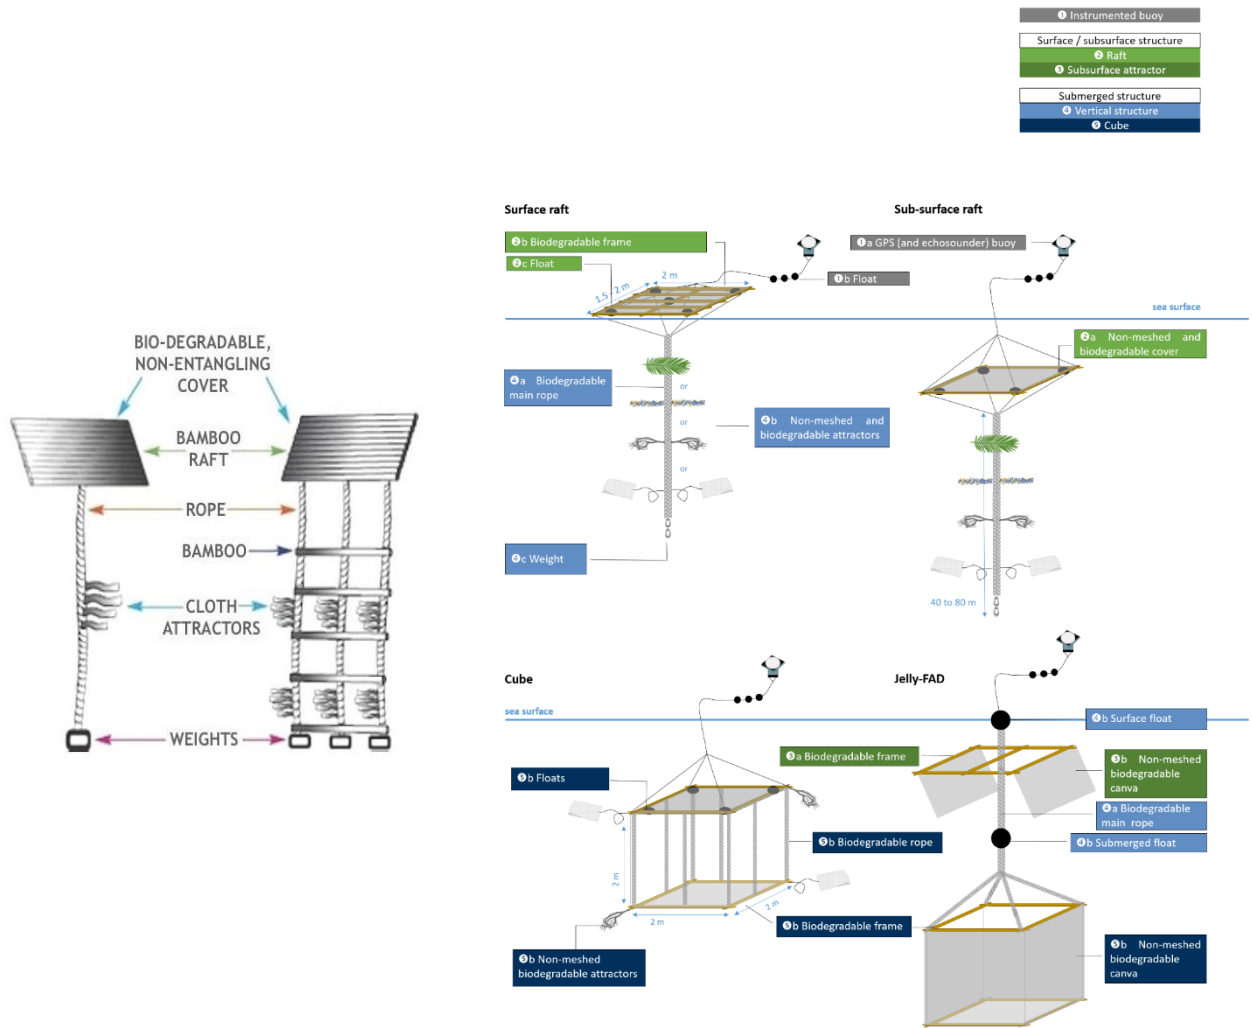 ❶ Instrumented buoy
Surface / subsurface structure
❷ Raft
❸ Subsurface attractor
Submerged structure
❹ Vertical structure
❺ Cube
BIO-DEGRADABLE,
NON-ENTANGLING
COVER
BAMBOO
RAFT
ROPE
BAMBOO
CLOTH
ATTRACTORS
WEIGHTS
Surface raft
❷b Biodegradable frame
❷c Float
2 m
1.5 - 2 m
❶b Float
❹a Biodegradable
main rope
or
or
or
❹b Non-meshed and
biodegradable attractors
❹c Weight
Sub-surface raft
❶a GPS (and echosounder) buoy
sea surface
❷a Non-meshed and
biodegradable cover
40 to 80 m
Cube
sea surface
❺b Floats
❺b Biodegradable rope
2 m
2 m
2 m
❺b Biodegradable frame
❺b Non-meshed
biodegradable attractors
Jelly-FAD
❹b Surface float
❸a Biodegradable frame
❸b Non-meshed
biodegradable
canva
❹a Biodegradable
main rope
❹b Submerged float
❺b Non-meshed
biodegradable
canva